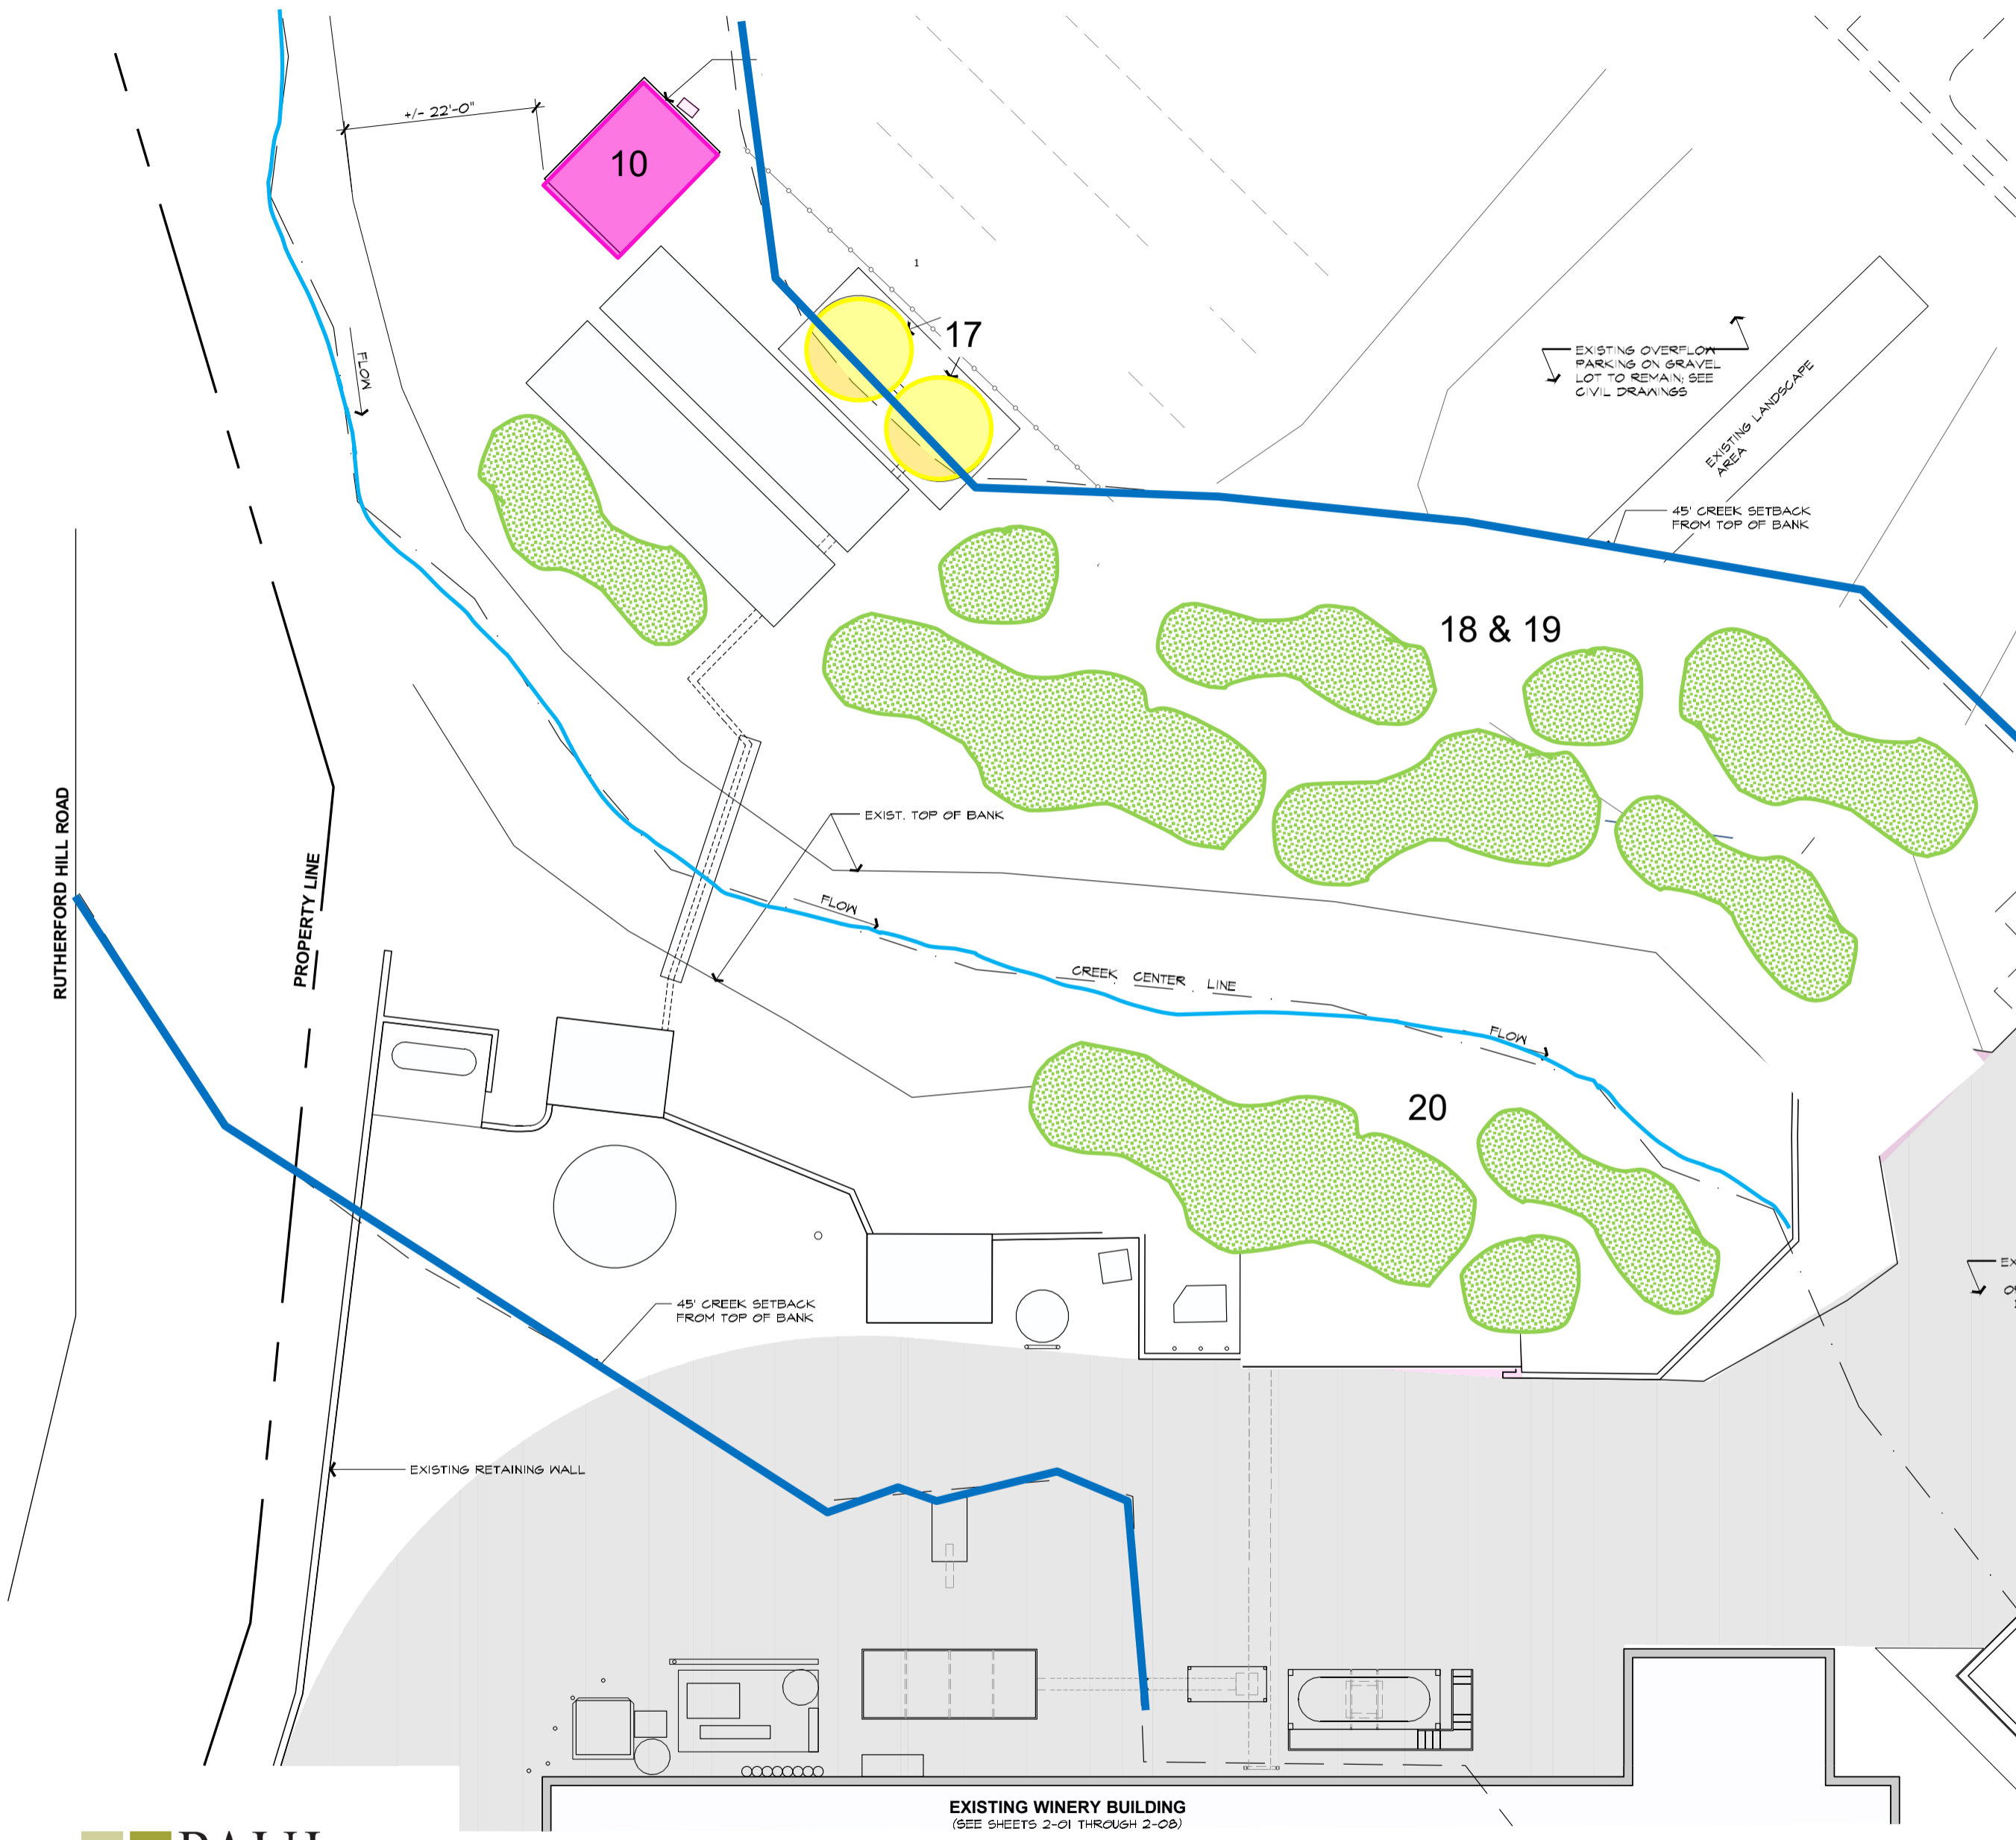 +/- 22'-0"
10
1
17
FLOW
EXISTING OVERFLOW
PARKING ON GRAVEL
LOT TO REMAIN; SEE
CIVIL DRAWINGS
EXISTING LANDSCAPE
AREA
45' CREEK SETBACK
FROM TOP OF BANK
18 & 19
RUTHERFORD HILL ROAD
PROPERTY LINE
EXIST. TOP OF BANK
FLOW
CREEK CENTER LINE
FLOW
20
45' CREEK SETBACK
FROM TOP OF BANK
EXISTING RETAINING WALL
EXISTING WINERY BUILDING
(SEE SHEETS 2-01 THROUGH 2-08)